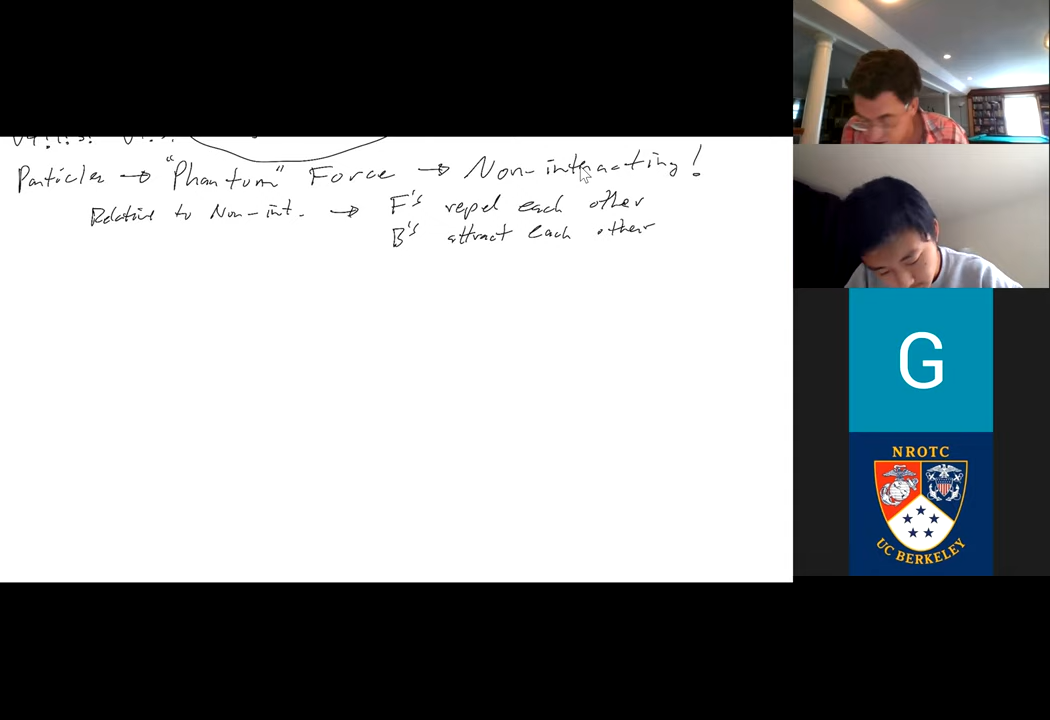 Particles → "Phantom" Force → Non-interacting!
Relative to Non-int. → F's repel each other
B's attract each other
G
NROTC
UC BERKELEY